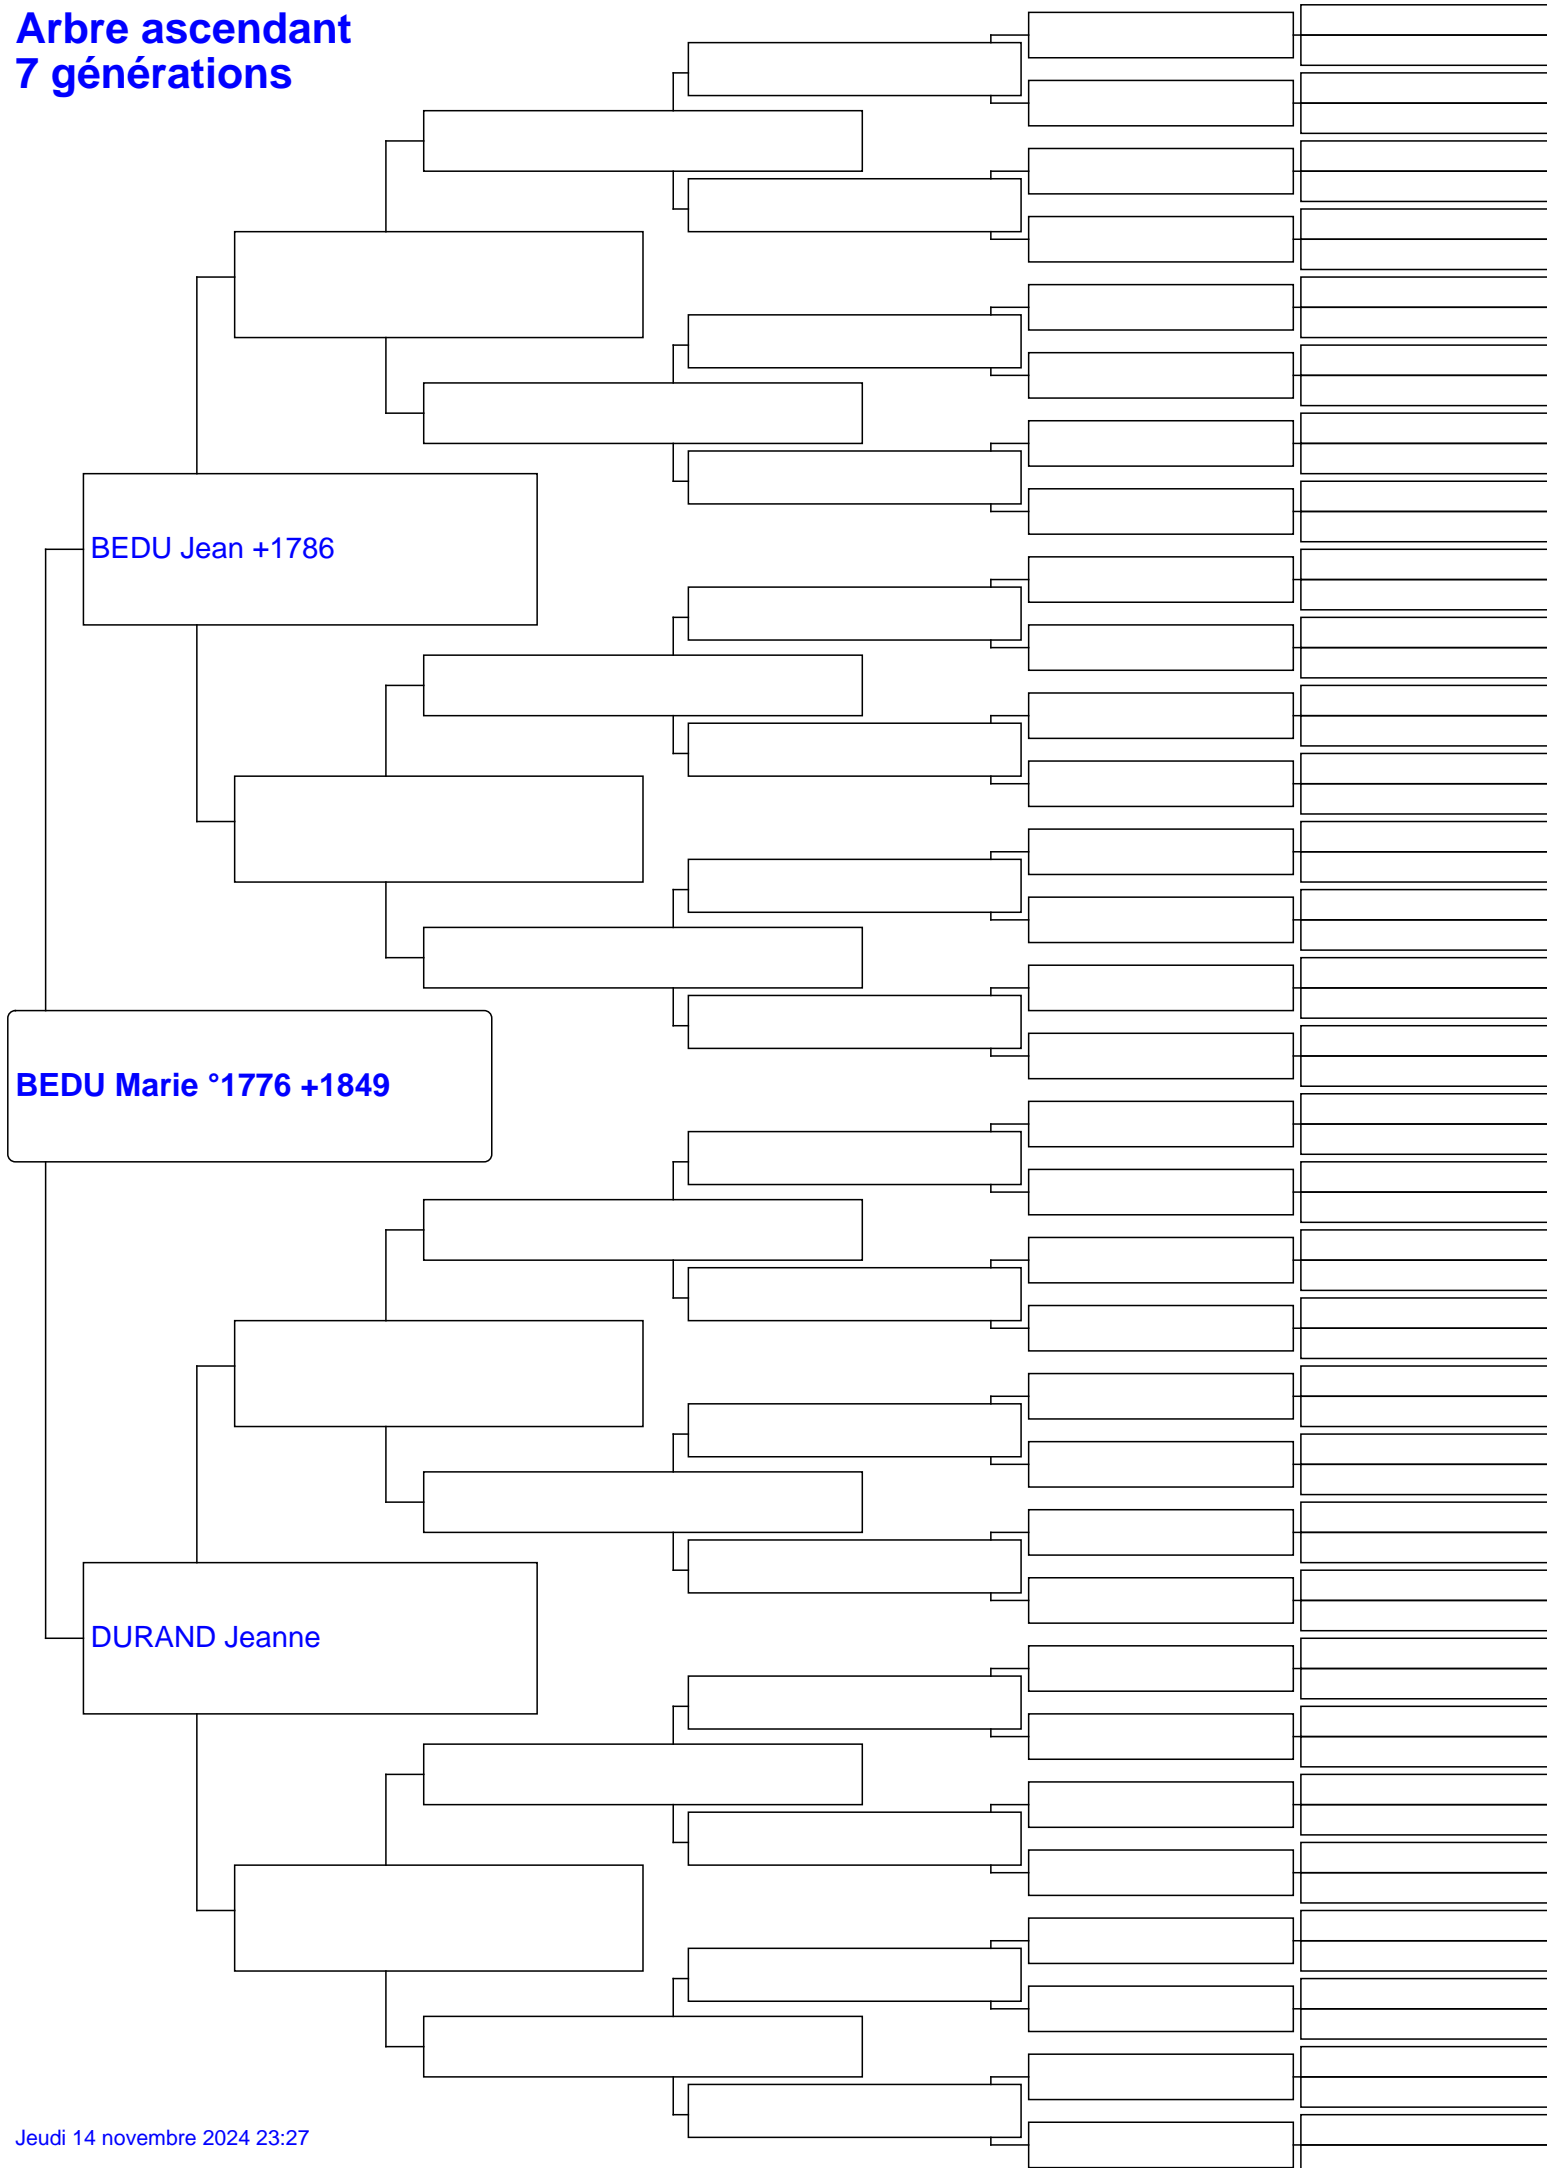 Arbre ascendant
7 générations
BEDU Jean +1786
BEDU Marie °1776 +1849
DURAND Jeanne
Jeudi 14 novembre 2024 23:27